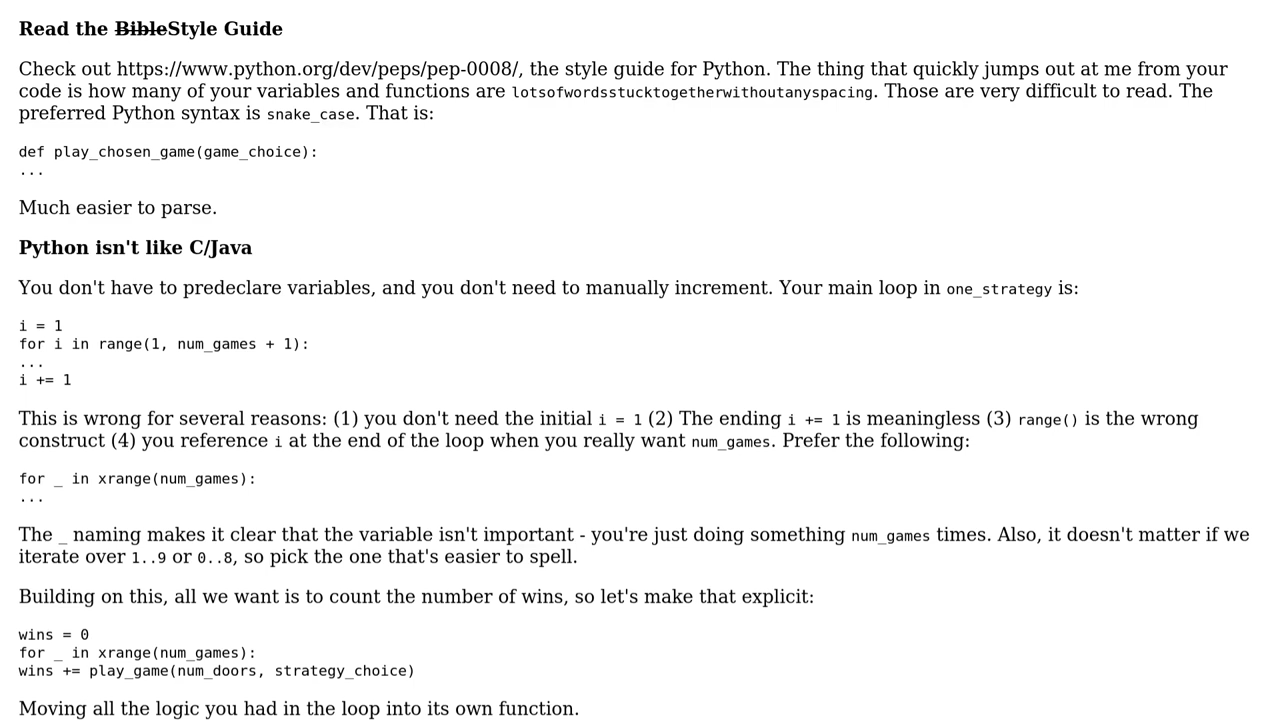 Read the BibleStyle Guide
Check out https://www.python.org/dev/peps/pep-0008/, the style guide for Python. The thing that quickly jumps out at me from your
code is how many of your variables and functions are lotsofwordsstucktogetherwithoutanyspacing. Those are very difficult to read. The
preferred Python syntax is snake_case. That is:
def play_chosen_game(game_choice):
...
Much easier to parse.
Python isn't like C/Java
You don't have to predeclare variables, and you don't need to manually increment. Your main loop in one_strategy is:
i = 1
for i in range(1, num_games + 1):
...
i += 1
This is wrong for several reasons: (1) you don't need the initial i = 1 (2) The ending i += 1 is meaningless (3) range() is the wrong
construct (4) you reference i at the end of the loop when you really want num_games. Prefer the following:
for _ in xrange(num_games):
...
The _ naming makes it clear that the variable isn't important - you're just doing something num_games times. Also, it doesn't matter if we
iterate over 1..9 or 0..8, so pick the one that's easier to spell.
Building on this, all we want is to count the number of wins, so let's make that explicit:
wins = 0
for _ in xrange(num_games):
wins += play_game(num_doors, strategy_choice)
Moving all the logic you had in the loop into its own function.